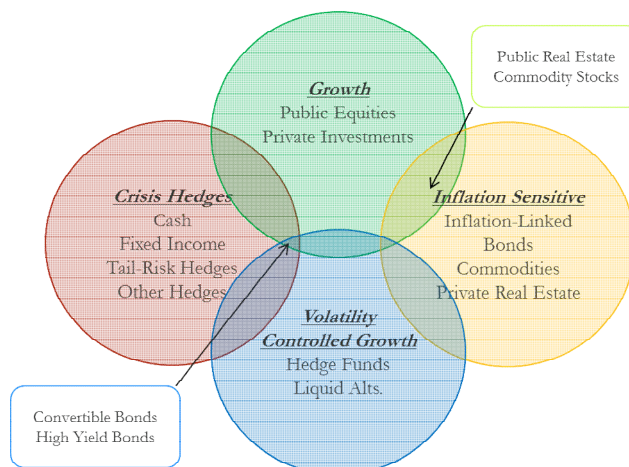 Public Real Estate
Commodity Stocks
Growth
Public Equities
Private Investments
Crisis Hedges
Cash
Fixed Income
Tail-Risk Hedges
Other Hedges
Inflation Sensitive
Inflation-Linked
Bonds
Commodities
Private Real Estate
Volatility
Controlled Growth
Hedge Funds
Liquid Alts.
Convertible Bonds
High Yield Bonds